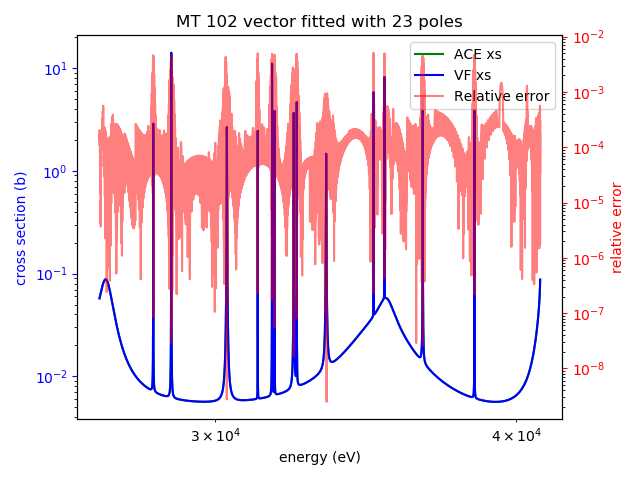 MT 102 vector fitted with 23 poles
ACE xs
VF xs
Relative error
cross section (b)
10¹
10⁰
10⁻¹
10⁻²
10⁻²
10⁻³
10⁻⁴
10⁻⁵
10⁻⁶
10⁻⁷
10⁻⁸
relative error
3 × 10⁴
4 × 10⁴
energy (eV)